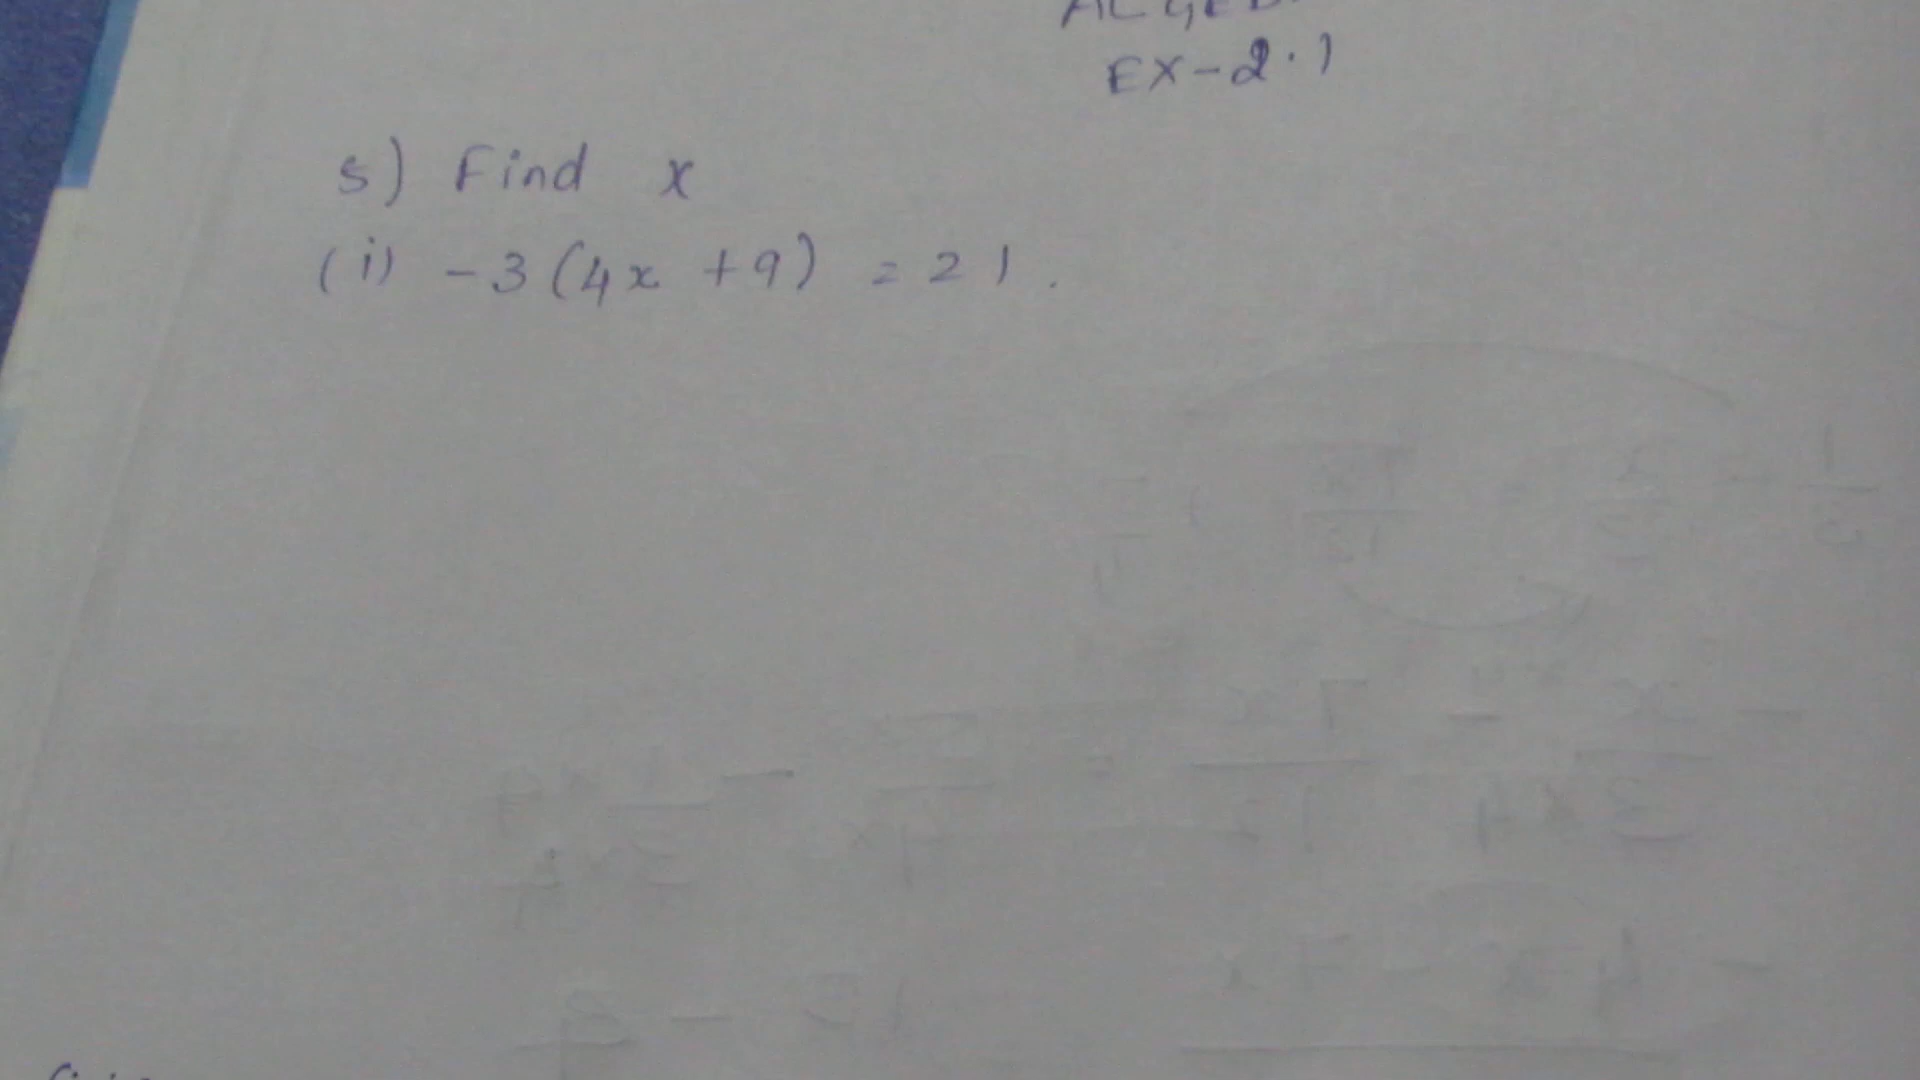 EX-2.1
5) Find x
(i) -3(4x +9) = 21.